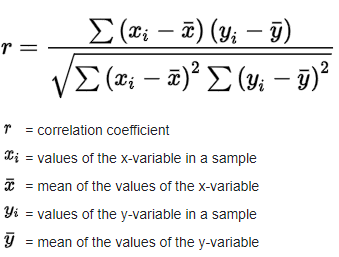 r = ∑ (xᵢ − x̄) (yᵢ − ȳ) / √∑ (xᵢ − x̄)² ∑ (yᵢ − ȳ)²
r = correlation coefficient
xᵢ = values of the x-variable in a sample
x̄ = mean of the values of the x-variable
yᵢ = values of the y-variable in a sample
ȳ = mean of the values of the y-variable